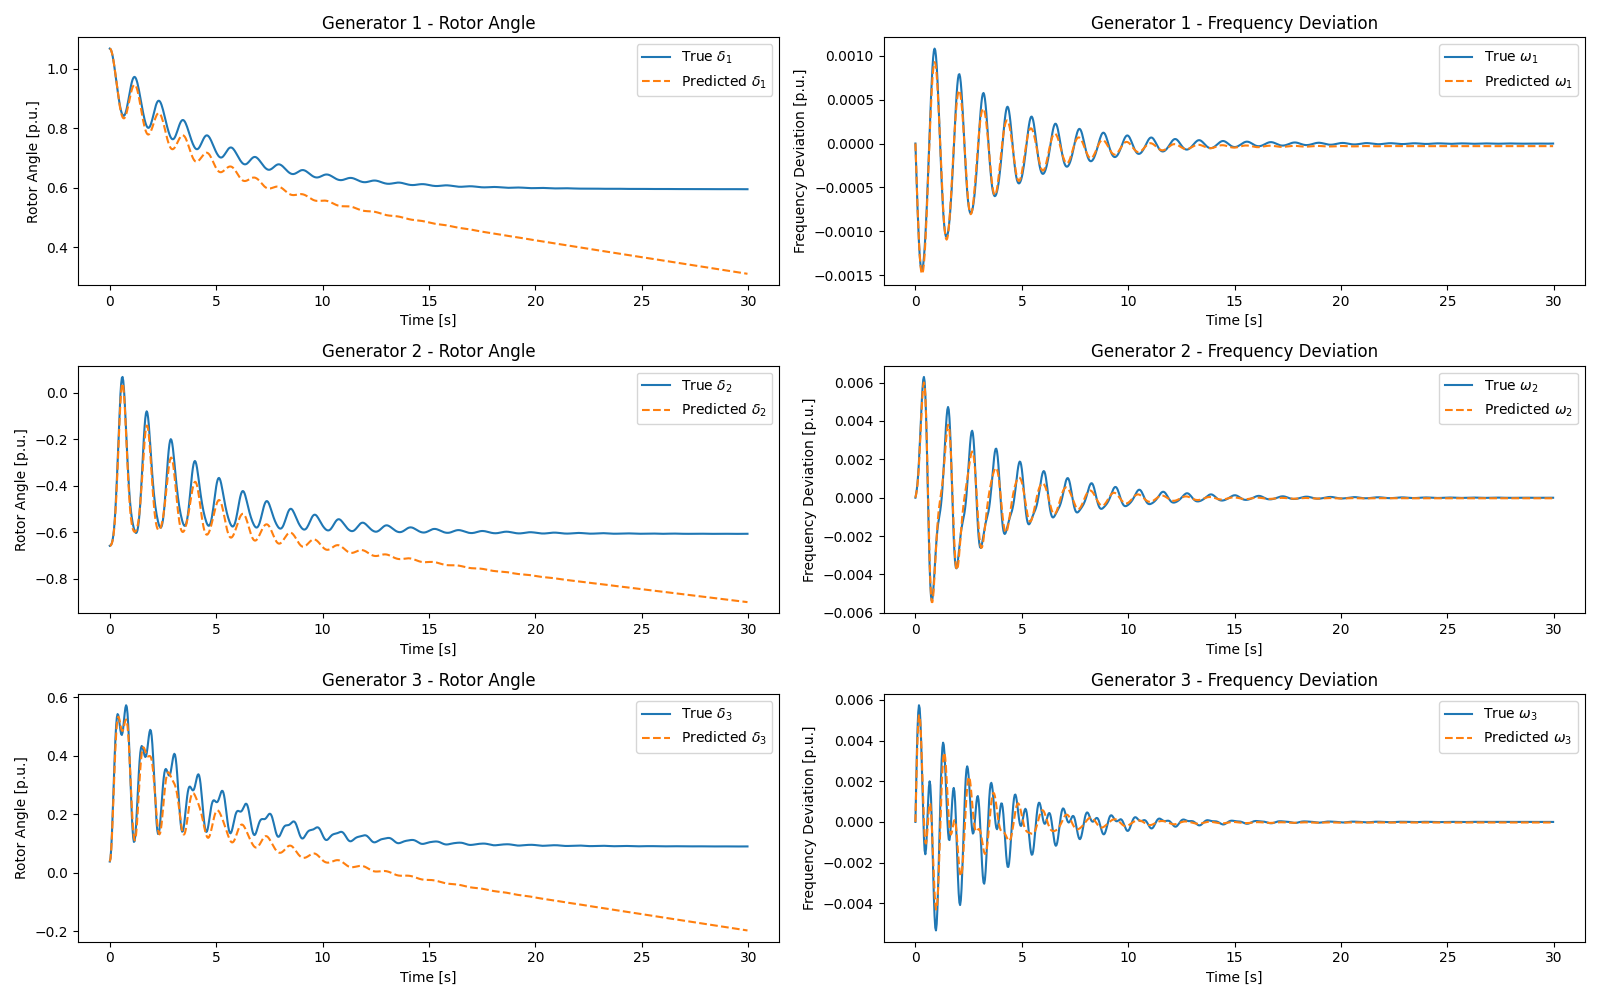 Generator 1 - Rotor Angle
Rotor Angle [p.u.]
1.0
0.8
0.6
0.4
True δ₁
Predicted δ₁
0 5 10 15 20 25 30
Time [s]
Generator 1 - Frequency Deviation
Frequency Deviation [p.u.]
0.0010
0.0005
0.0000
−0.0005
−0.0010
−0.0015
True ω₁
Predicted ω₁
0 5 10 15 20 25 30
Time [s]
Generator 2 - Rotor Angle
Rotor Angle [p.u.]
0.0
−0.2
−0.4
−0.6
−0.8
True δ₂
Predicted δ₂
0 5 10 15 20 25 30
Time [s]
Generator 2 - Frequency Deviation
Frequency Deviation [p.u.]
0.006
0.004
0.002
0.000
−0.002
−0.004
−0.006
True ω₂
Predicted ω₂
0 5 10 15 20 25 30
Time [s]
Generator 3 - Rotor Angle
Rotor Angle [p.u.]
0.6
0.4
0.2
0.0
−0.2
True δ₃
Predicted δ₃
0 5 10 15 20 25 30
Time [s]
Generator 3 - Frequency Deviation
Frequency Deviation [p.u.]
0.006
0.004
0.002
0.000
−0.002
−0.004
True ω₃
Predicted ω₃
0 5 10 15 20 25 30
Time [s]